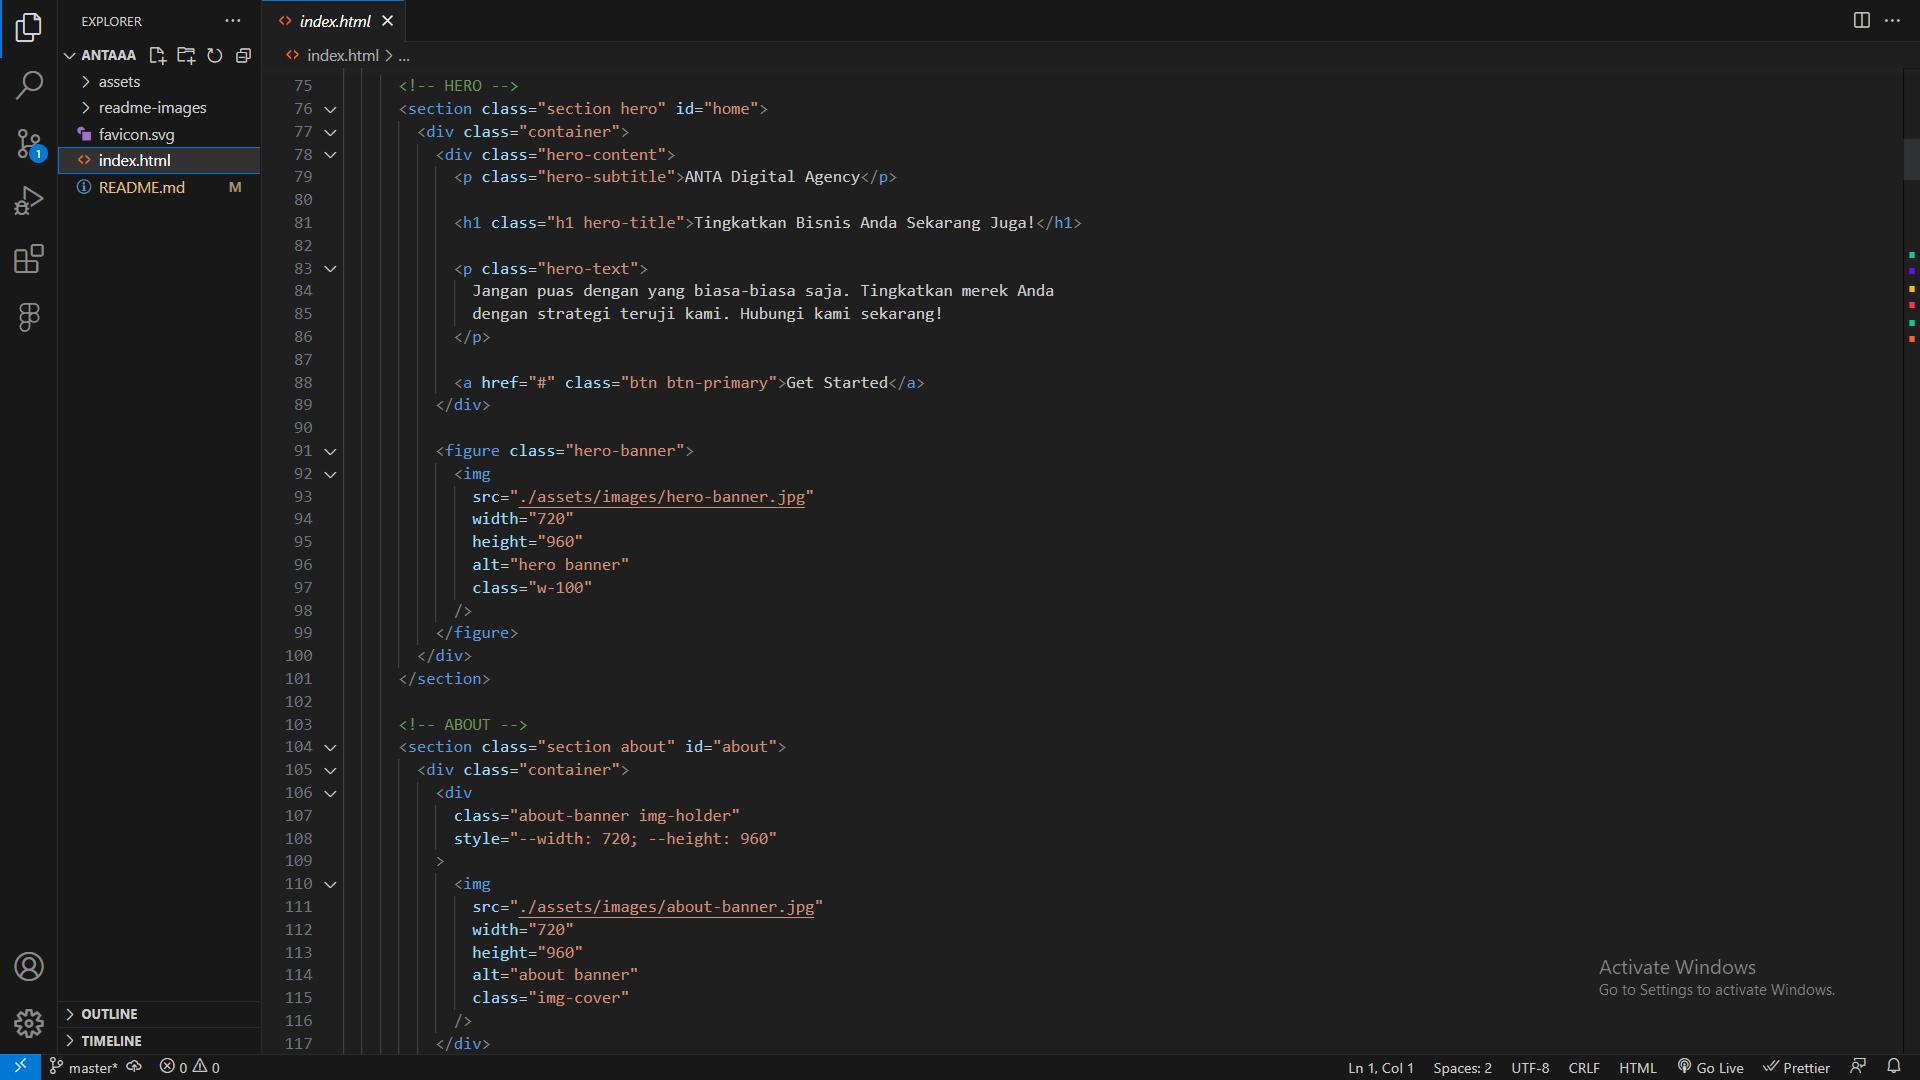 EXPLORER
ANTAAA
assets
readme-images
favicon.svg
index.html
README.md M
OUTLINE
TIMELINE
index.html
index.html > ...
75 <!-- HERO -->
76 <section class="section hero" id="home">
77 <div class="container">
78 <div class="hero-content">
79 <p class="hero-subtitle">ANTA Digital Agency</p>
80
81 <h1 class="h1 hero-title">Tingkatkan Bisnis Anda Sekarang Juga!</h1>
82
83 <p class="hero-text">
84 Jangan puas dengan yang biasa-biasa saja. Tingkatkan merek Anda
85 dengan strategi teruji kami. Hubungi kami sekarang!
86 </p>
87
88 <a href="#" class="btn btn-primary">Get Started</a>
89 </div>
90
91 <figure class="hero-banner">
92 <img
93 src="./assets/images/hero-banner.jpg"
94 width="720"
95 height="960"
96 alt="hero banner"
97 class="w-100"
98 />
99 </figure>
100 </div>
101 </section>
102
103 <!-- ABOUT -->
104 <section class="section about" id="about">
105 <div class="container">
106 <div
107 class="about-banner img-holder"
108 style="--width: 720; --height: 960"
109 >
110 <img
111 src="./assets/images/about-banner.jpg"
112 width="720"
113 height="960"
114 alt="about banner"
115 class="img-cover"
116 />
117 </div>
Activate Windows
Go to Settings to activate Windows.
1
master* 0 0 Ln 1, Col 1 Spaces: 2 UTF-8 CRLF HTML Go Live Prettier